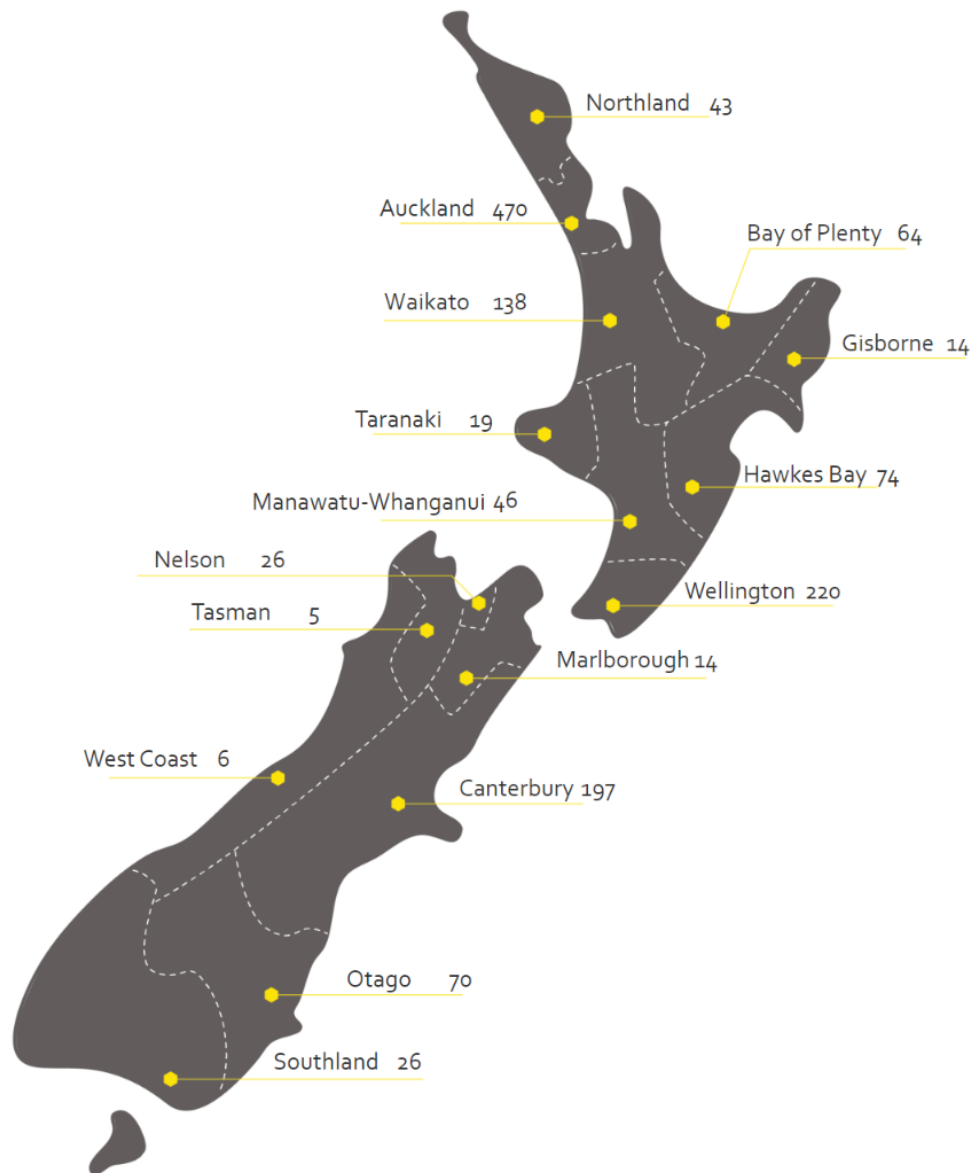 Northland 43
Auckland 470
Bay of Plenty 64
Waikato 138
Gisborne 14
Taranaki 19
Hawkes Bay 74
Manawatu-Whanganui 46
Nelson 26
Wellington 220
Tasman 5
Marlborough 14
West Coast 6
Canterbury 197
Otago 70
Southland 26